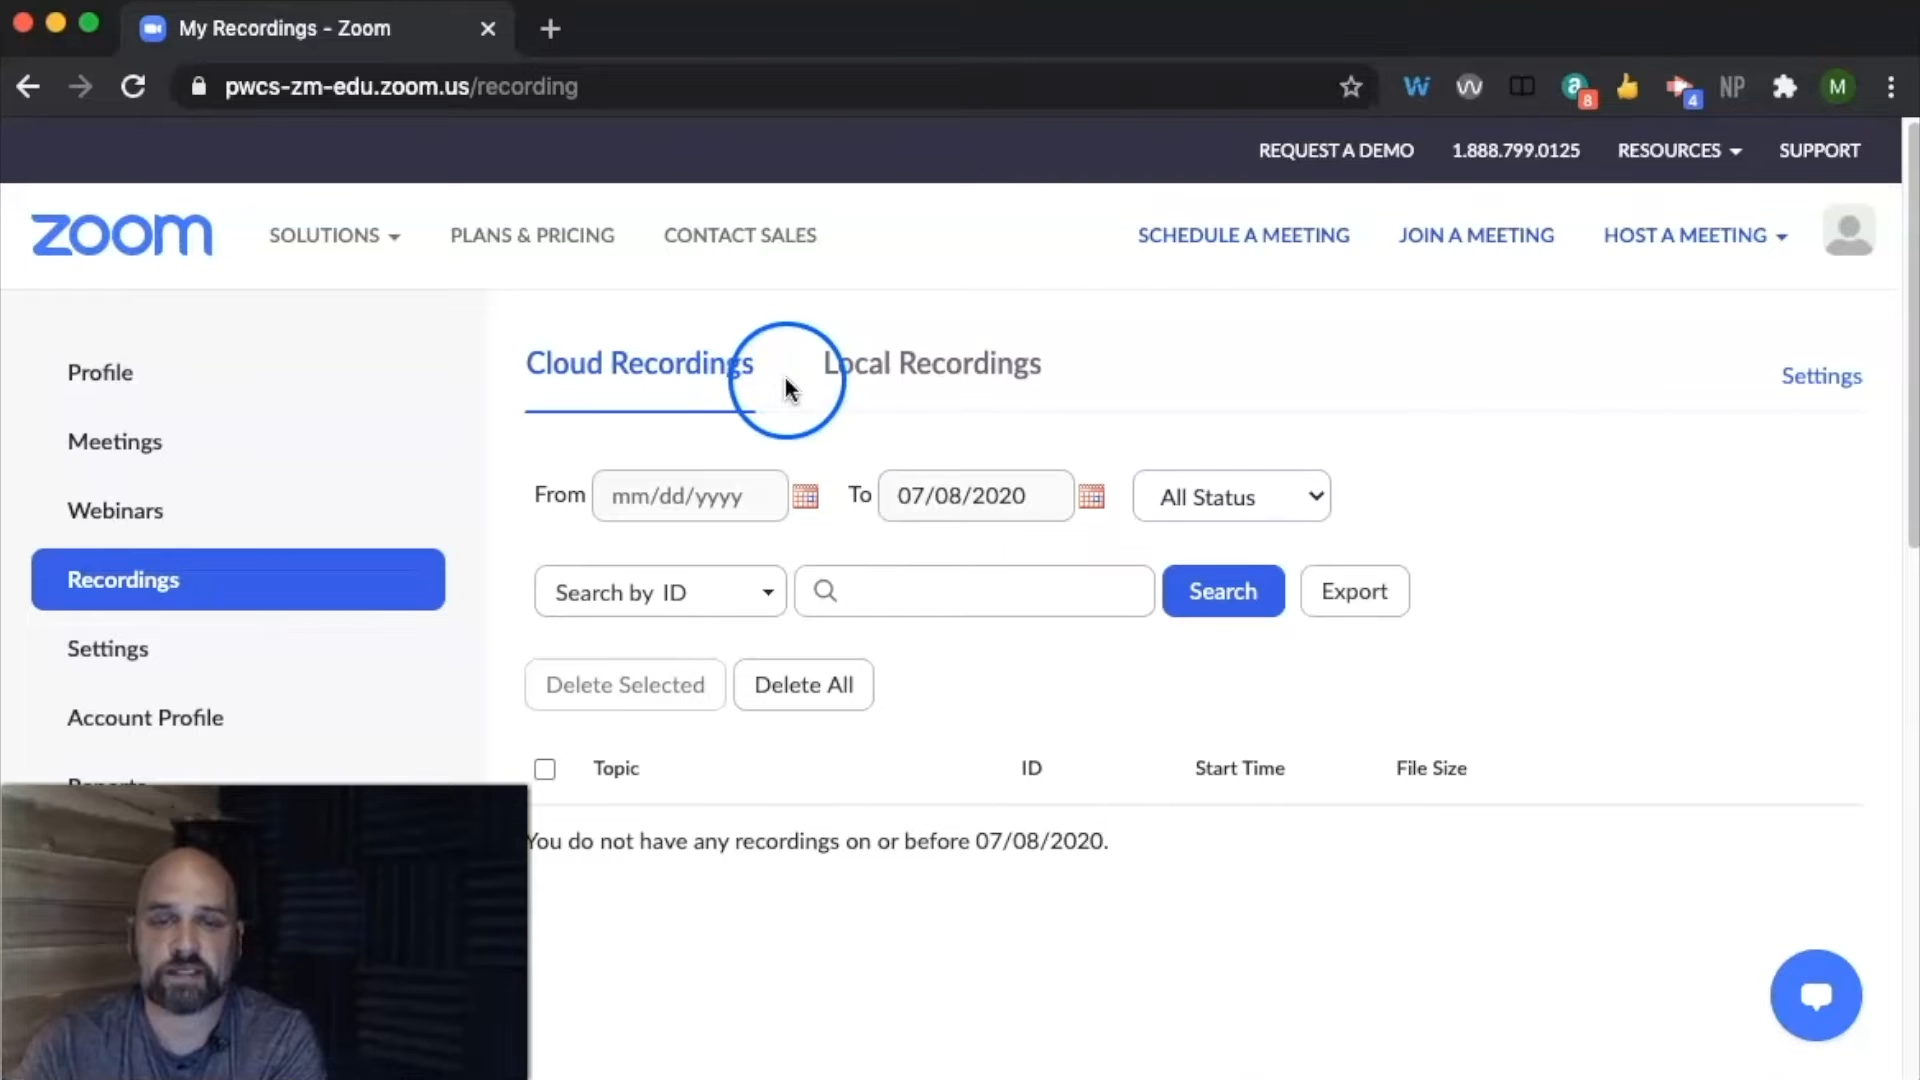 My Recordings - Zoom
pwcs-zm-edu.zoom.us/recording
W
a
8
4
NP
M
REQUEST A DEMO 1.888.799.0125 RESOURCES SUPPORT
zoom SOLUTIONS PLANS & PRICING CONTACT SALES SCHEDULE A MEETING JOIN A MEETING HOST A MEETING
Profile
Meetings
Webinars
Recordings
Settings
Account Profile
Reports
Cloud Recordings Local Recordings
Settings
From mm/dd/yyyy To 07/08/2020 All Status
Search by ID Search Export
Delete Selected Delete All
Topic ID Start Time File Size
You do not have any recordings on or before 07/08/2020.